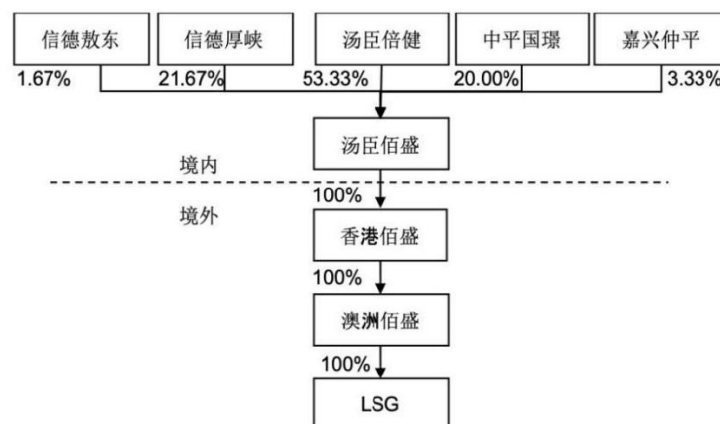 信德敖东 信德厚峡 汤臣倍健 中平国璟 嘉兴仲平
1.67% 21.67% 53.33% 20.00% 3.33%
汤臣佰盛
境内
100%
境外
香港佰盛
100%
澳洲佰盛
100%
LSG